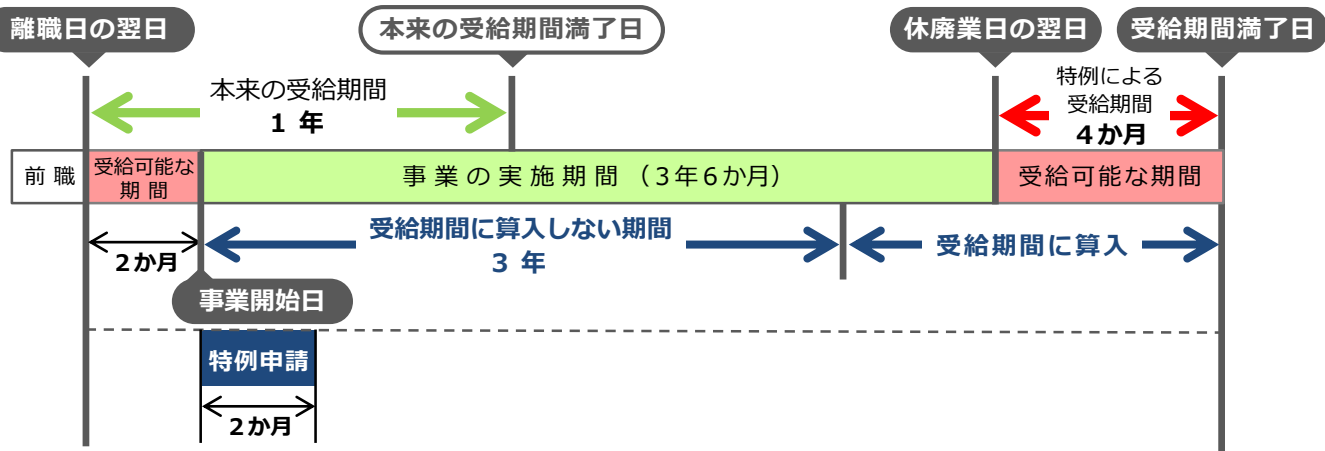 離職日の翌日
本来の受給期間満了日
休廃業日の翌日
受給期間満了日
本来の受給期間
1 年
特例による
受給期間
4か月
前職
受給可能な
期間
事業の実施期間(3年6か月)
受給可能な期間
2か月
受給期間に算入しない期間
3 年
受給期間に算入
事業開始日
特例申請
2か月